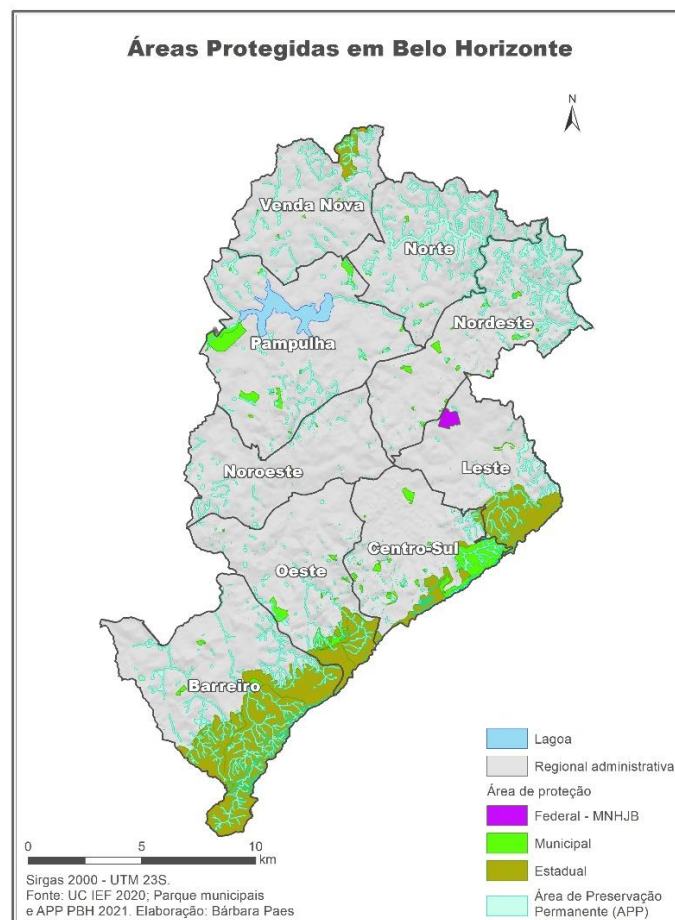 Áreas Protegidas em Belo Horizonte
N
Venda Nova
Norte
Nordeste
Pampulha
Noroeste
Leste
Centro-Sul
Oeste
Barreiro
Lagoa
Regional administrativa
Área de proteção
Federal - MNHJB
Municipal
Estadual
Área de Preservação
Permanente (APP)
0 5 10
km
Sirgas 2000 - UTM 23S.
Fonte: UC IEF 2020; Parque municipais
e APP PBH 2021. Elaboração: Bárbara Paes